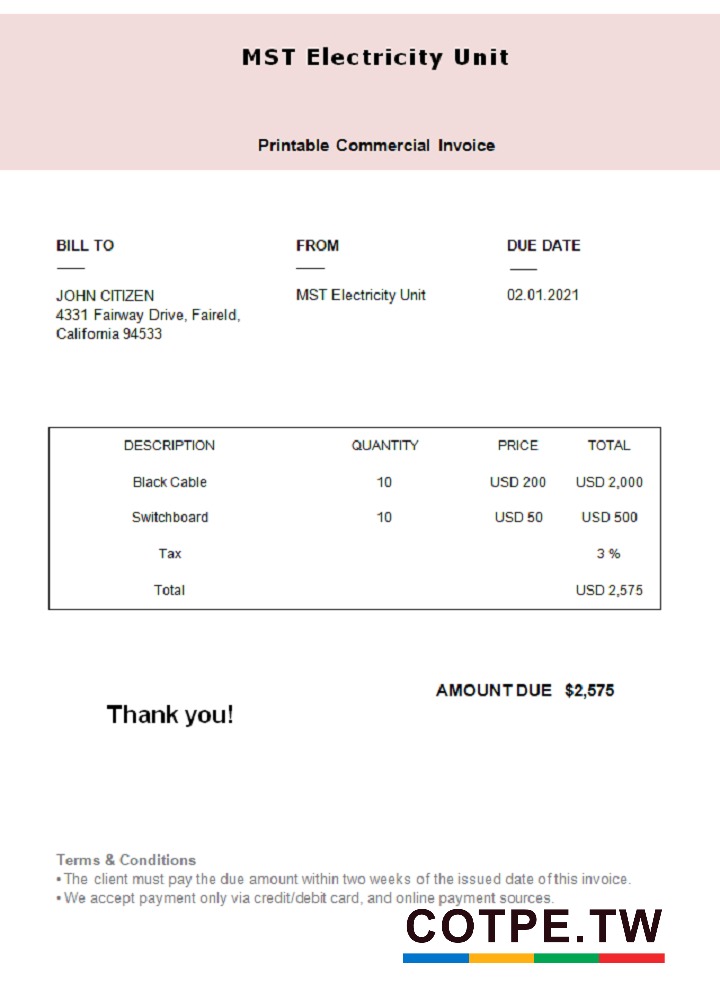 MST Electricity Unit
Printable Commercial Invoice
BILL TO
JOHN CITIZEN
4331 Fairway Drive, Faireld,
California 94533
FROM
MST Electricity Unit
DUE DATE
02.01.2021
DESCRIPTION QUANTITY PRICE TOTAL
Black Cable 10 USD 200 USD 2,000
Switchboard 10 USD 50 USD 500
Tax 3 %
Total USD 2,575
AMOUNT DUE $2,575
Thank you!
Terms & Conditions
• The client must pay the due amount within two weeks of the issued date of this invoice.
• We accept payment only via credit/debit card, and online payment sources.
COTPE.TW